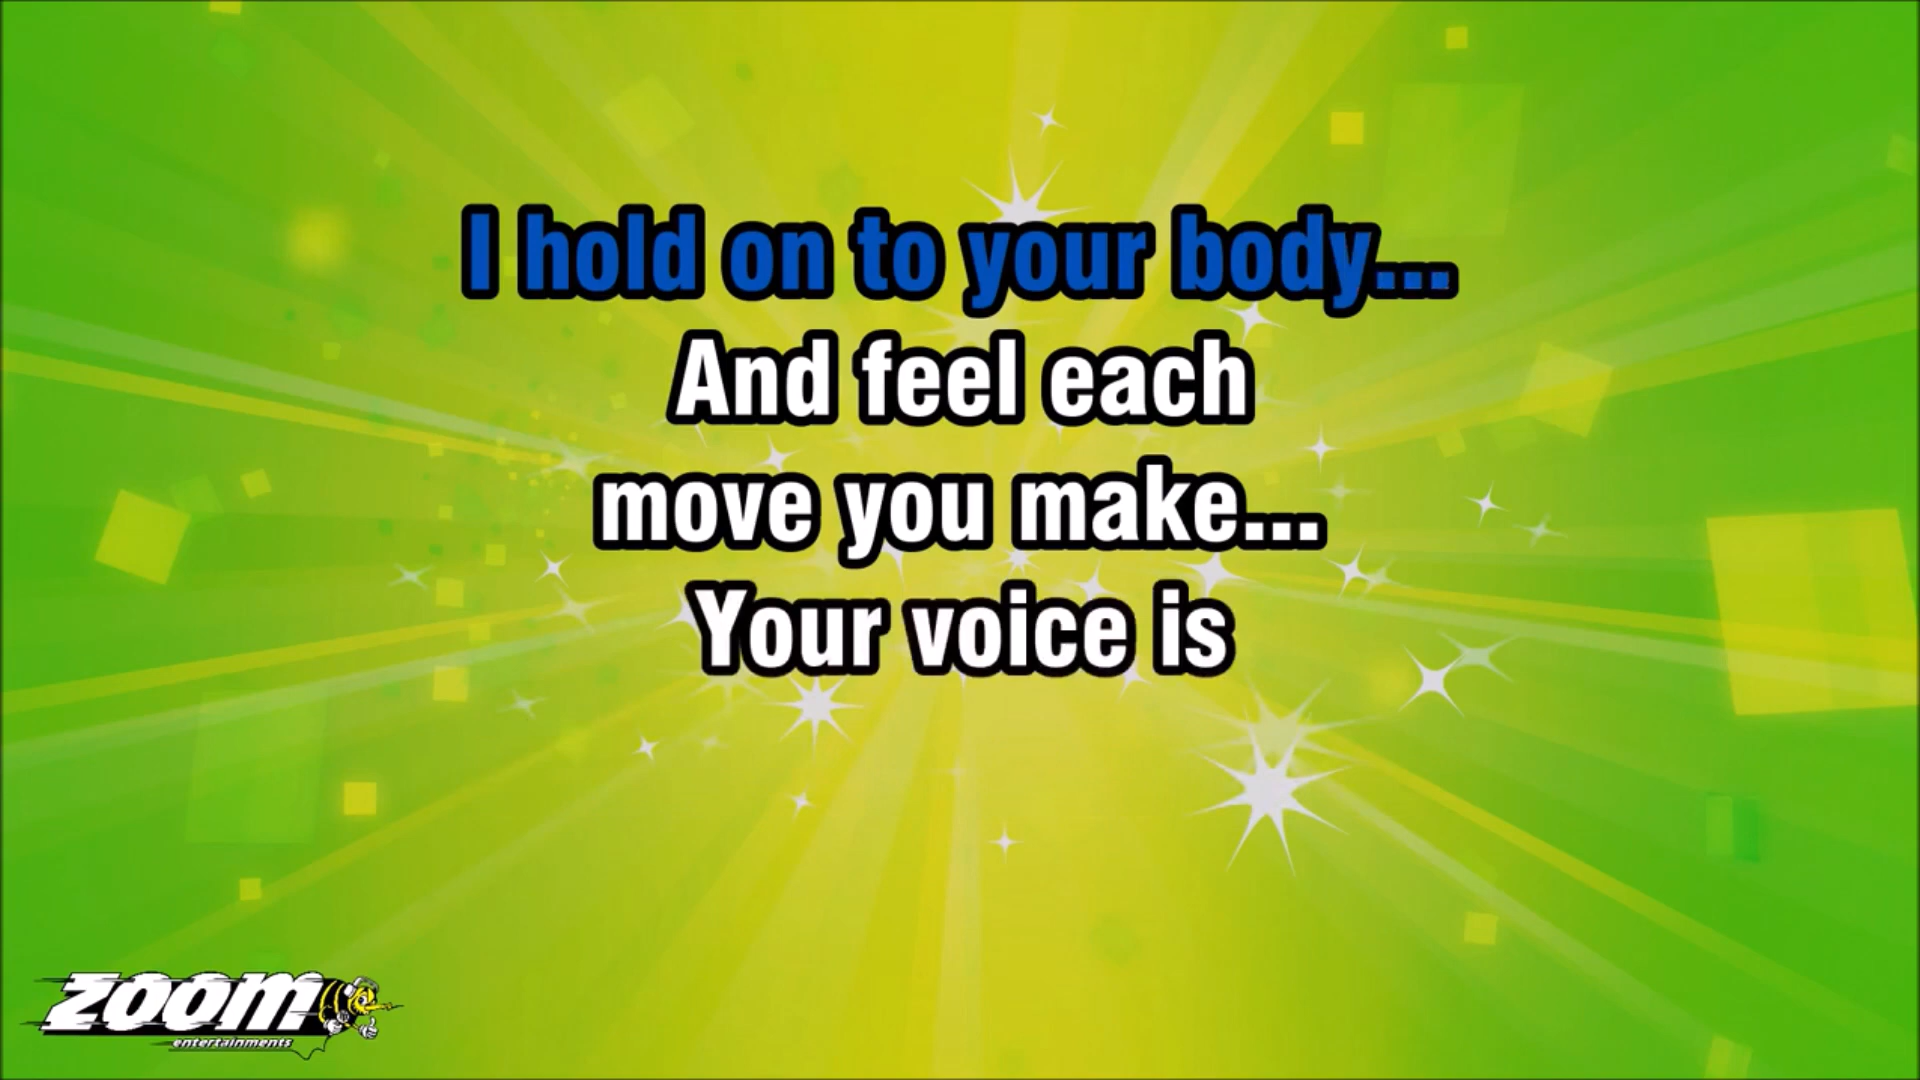 I hold on to your body...
And feel each
move you make...
Your voice is
zoom
entertainments